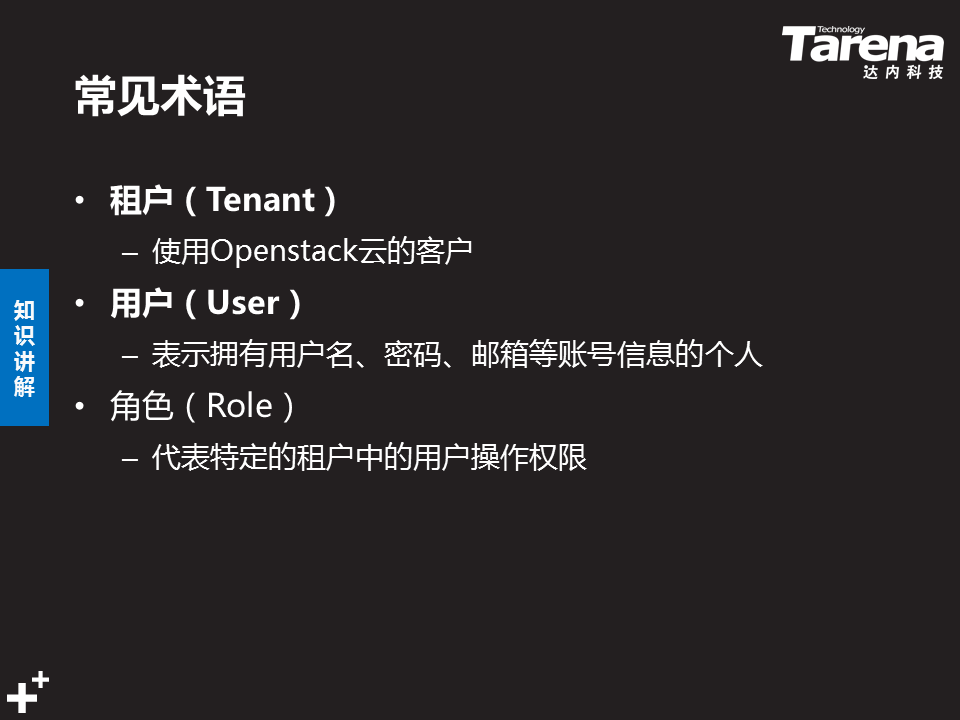 Technology
Tarena
达内科技
常见术语
• 租户（Tenant）
– 使用Openstack云的客户
• 用户（User）
– 表示拥有用户名、密码、邮箱等账号信息的个人
• 角色（Role）
– 代表特定的租户中的用户操作权限
知
识
讲
解